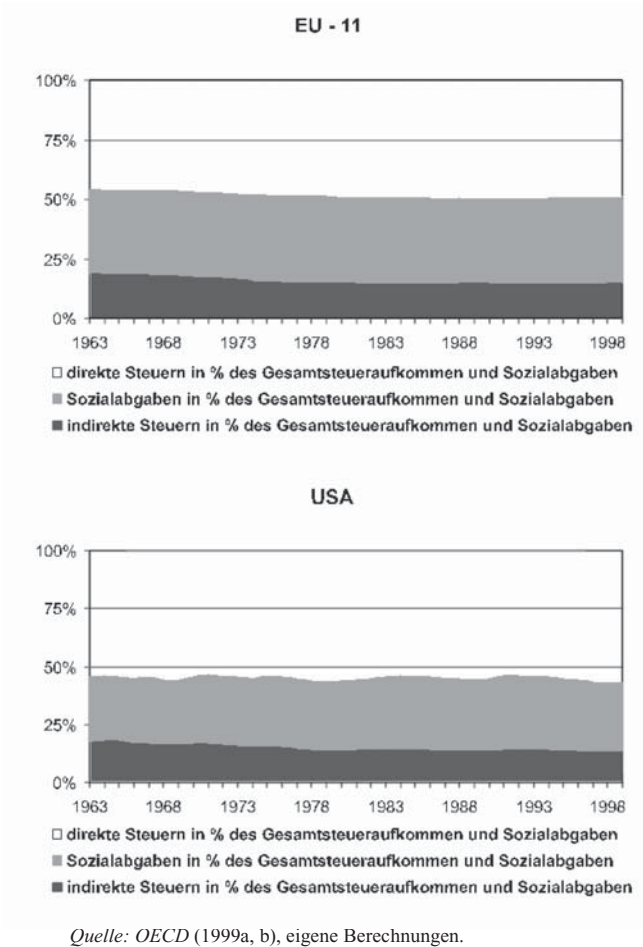 EU - 11
100%
75%
50%
25%
0%
1963 1968 1973 1978 1983 1988 1993 1998
direkte Steuern in % des Gesamtsteueraufkommen und Sozialabgaben
Sozialabgaben in % des Gesamtsteueraufkommen und Sozialabgaben
indirekte Steuern in % des Gesamtsteueraufkommen und Sozialabgaben
USA
100%
75%
50%
25%
0%
1963 1968 1973 1978 1983 1988 1993 1998
direkte Steuern in % des Gesamtsteueraufkommen und Sozialabgaben
Sozialabgaben in % des Gesamtsteueraufkommen und Sozialabgaben
indirekte Steuern in % des Gesamtsteueraufkommen und Sozialabgaben
Quelle: OECD (1999a, b), eigene Berechnungen.